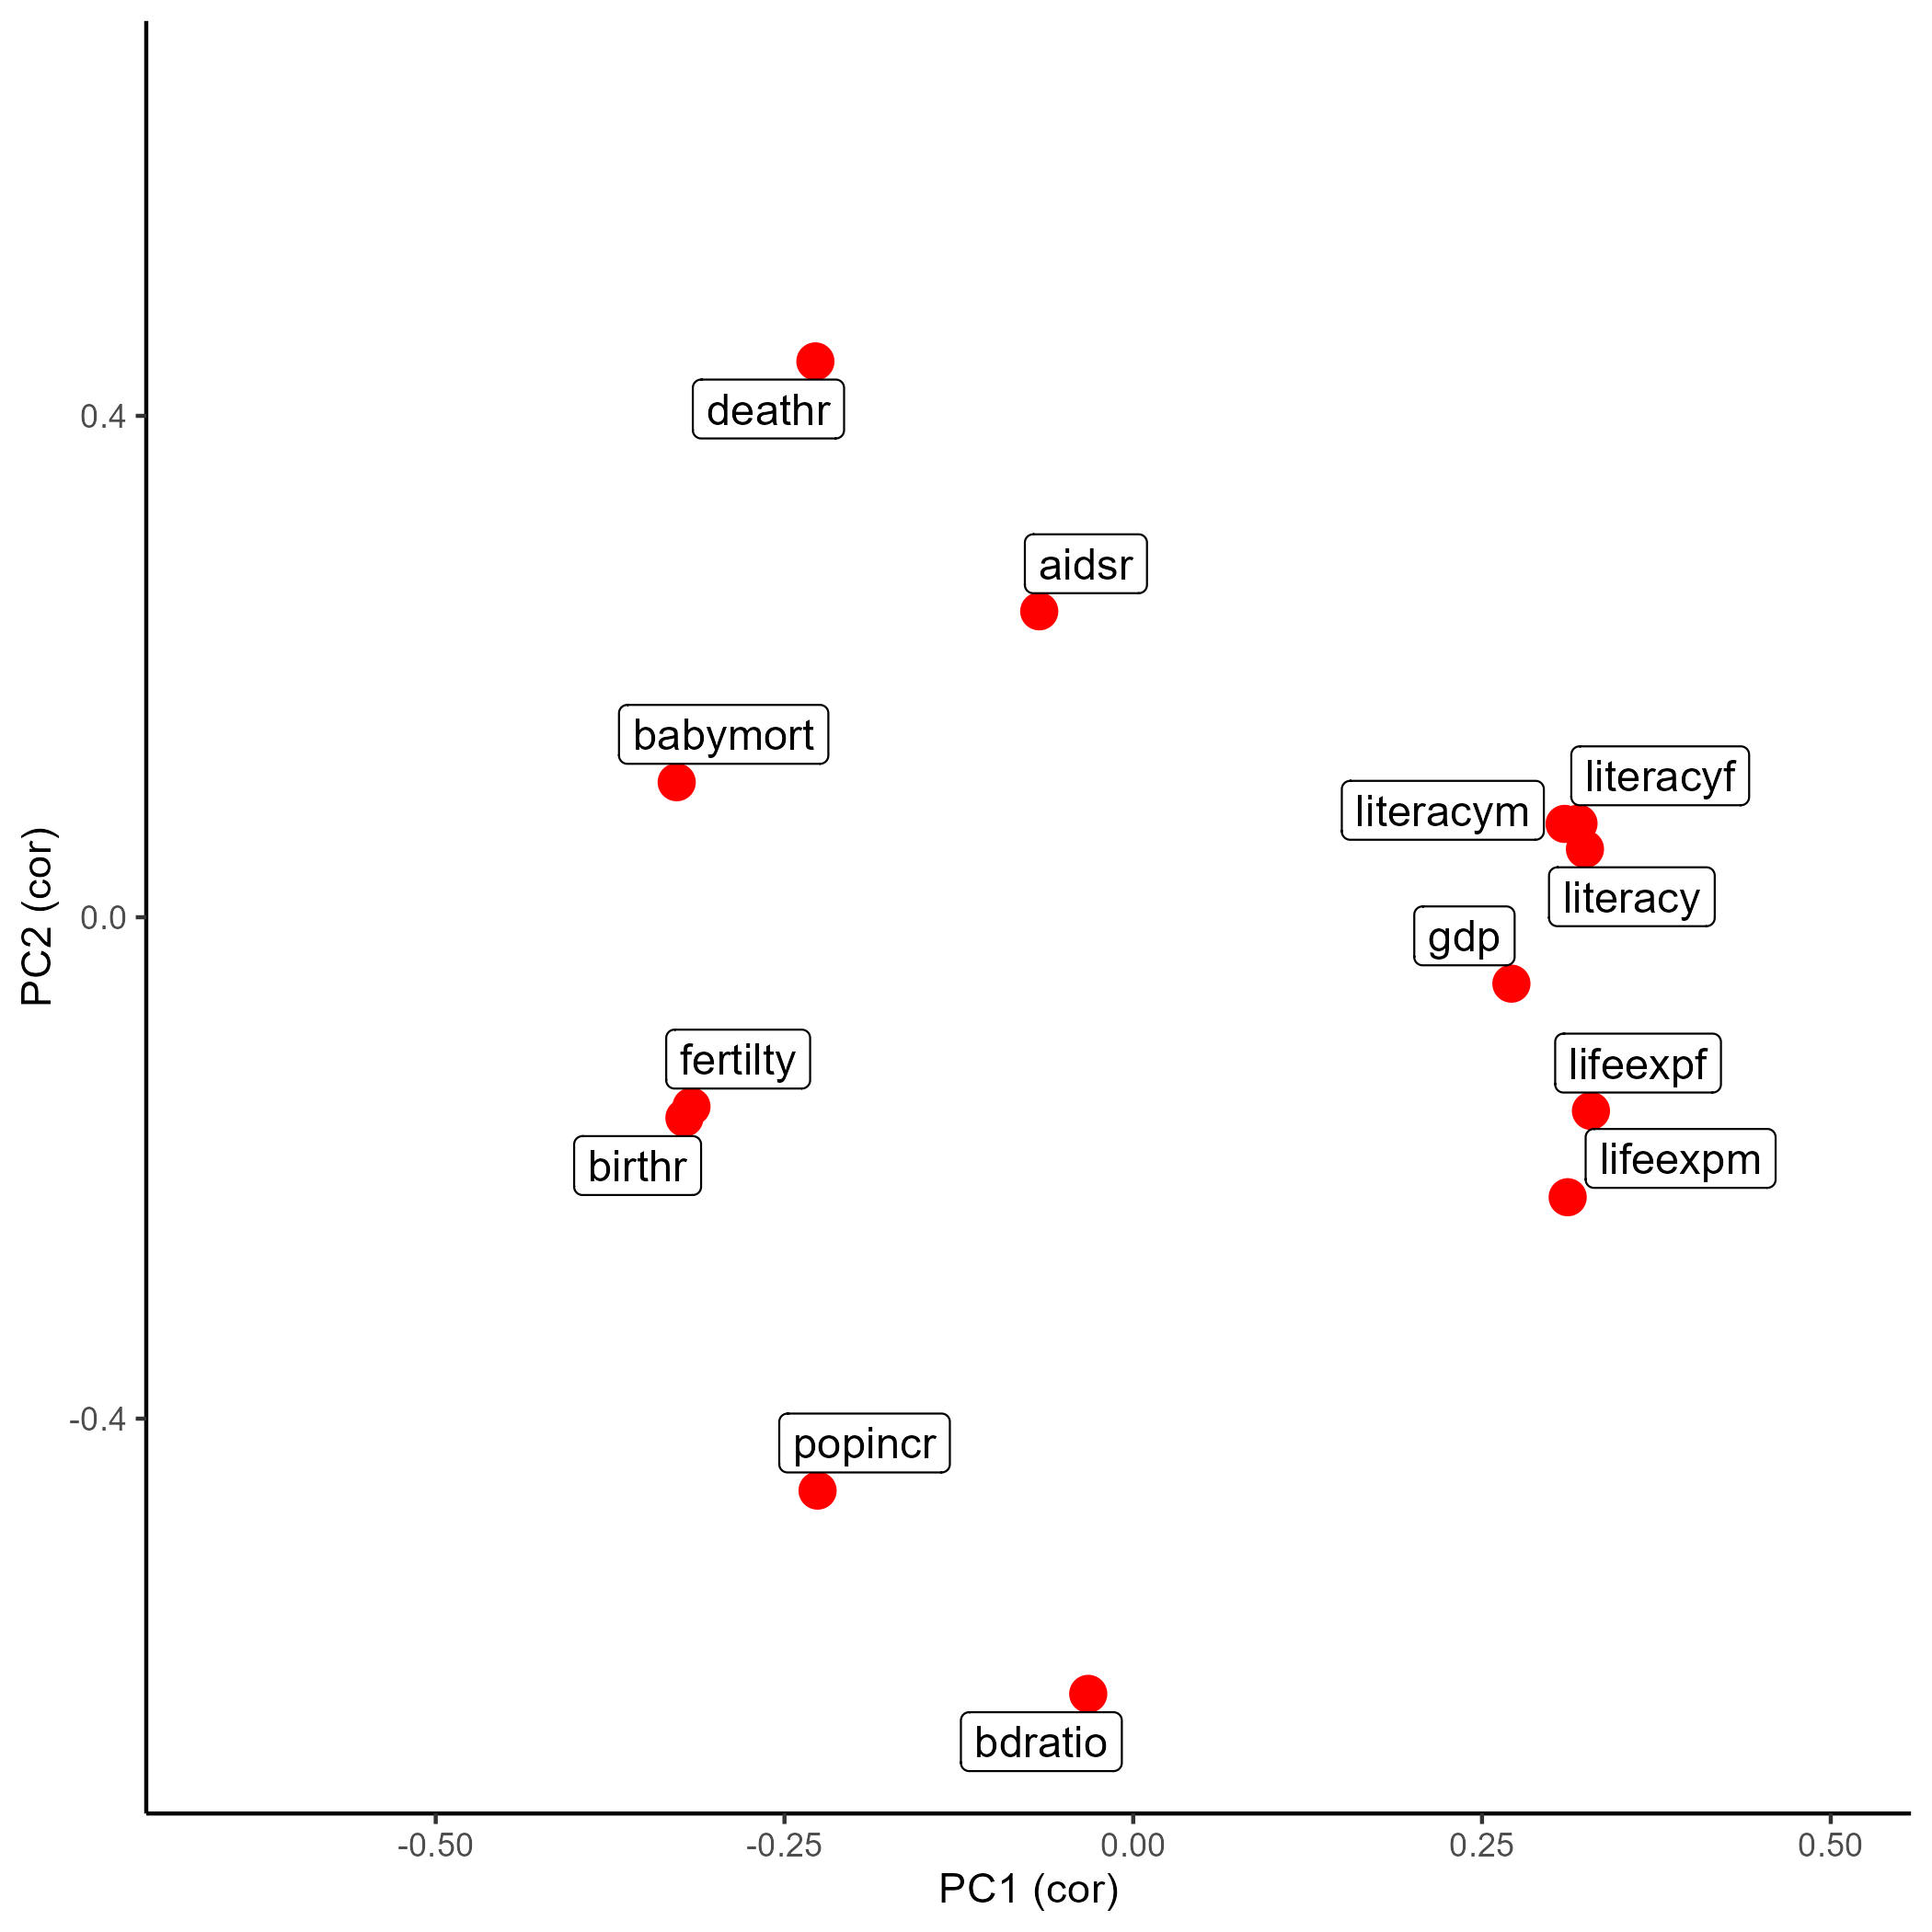 deathr
0.4
aidsr
babymort
literacyf
literacym
literacy
0.0
gdp
PC2 (cor)
fertilty
lifeexpf
birthr
lifeexpm
-0.4
popincr
bdratio
-0.50 -0.25 0.00 0.25 0.50
PC1 (cor)